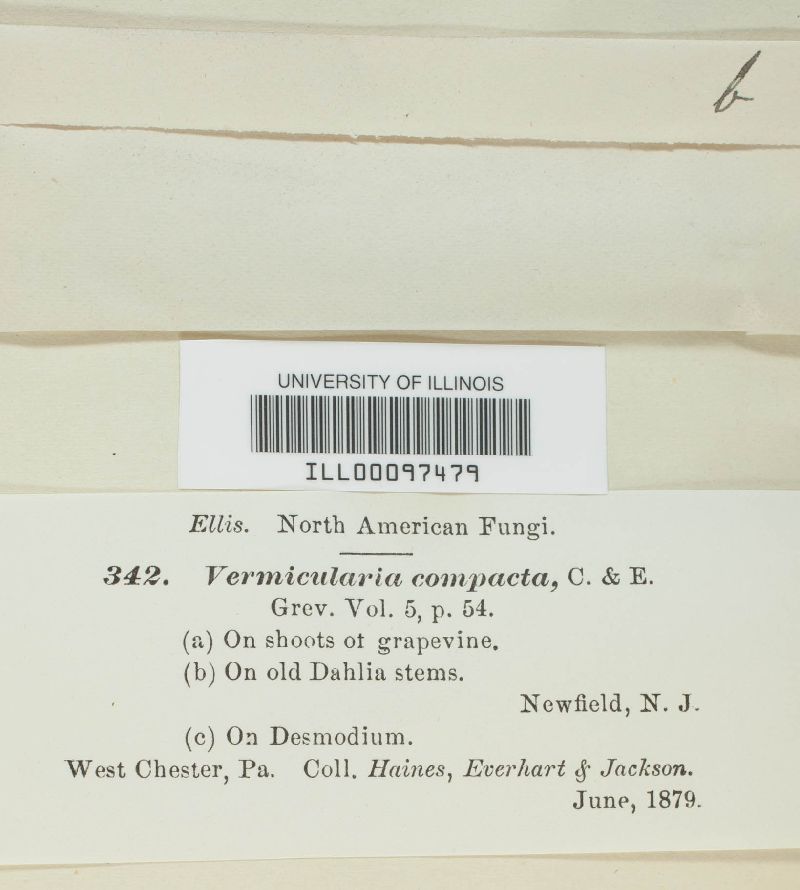 b
UNIVERSITY OF ILLINOIS
ILL00097479
Ellis. North American Fungi.
342. Vermicularia compacta, C. & E.
Grev. Vol. 5, p. 54.
(a) On shoots of grapevine.
(b) On old Dahlia stems.
Newfield, N. J.
(c) On Desmodium.
West Chester, Pa. Coll. Haines, Everhart & Jackson.
June, 1879.